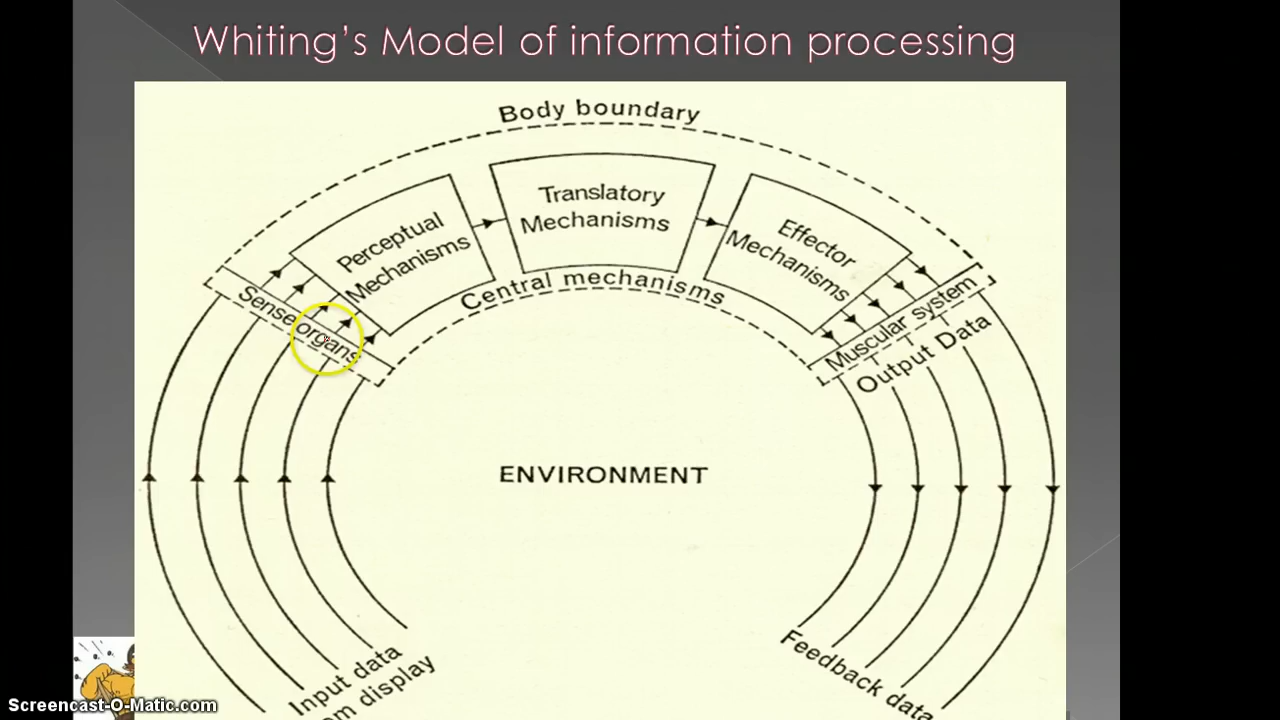 Whiting's Model of information processing
Body boundary
Translatory
Mechanisms
Perceptual
Mechanisms
Effector
Mechanisms
Central mechanisms
Sense organs
Muscular system
Output Data
ENVIRONMENT
Input data
display
Feedback data
Screencast-O-Matic.com